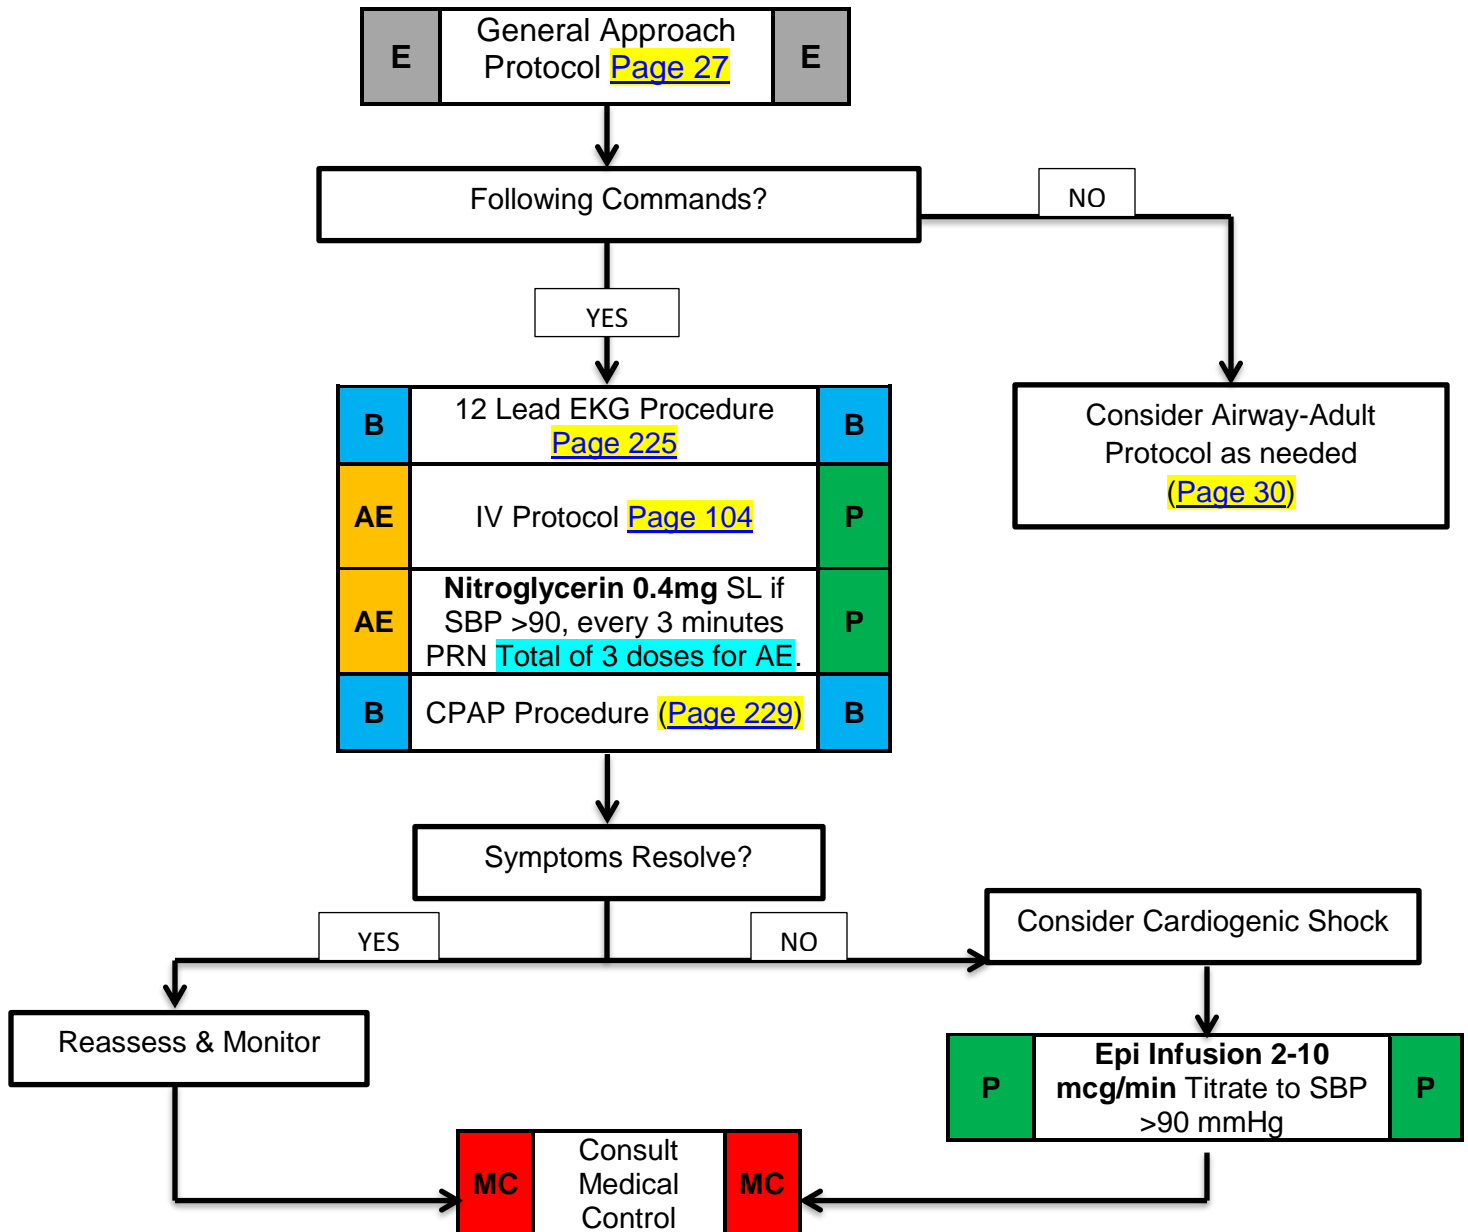 E
General Approach
Protocol Page 27
E
Following Commands?
NO
YES
B
12 Lead EKG Procedure
Page 225
B
Consider Airway-Adult
Protocol as needed
(Page 30)
AE
IV Protocol Page 104
P
AE
Nitroglycerin 0.4mg SL if
SBP >90, every 3 minutes
PRN Total of 3 doses for AE.
P
B
CPAP Procedure (Page 229)
B
Symptoms Resolve?
YES
NO
Consider Cardiogenic Shock
Reassess & Monitor
P
Epi Infusion 2-10
mcg/min Titrate to SBP
>90 mmHg
P
MC
Consult
Medical
Control
MC